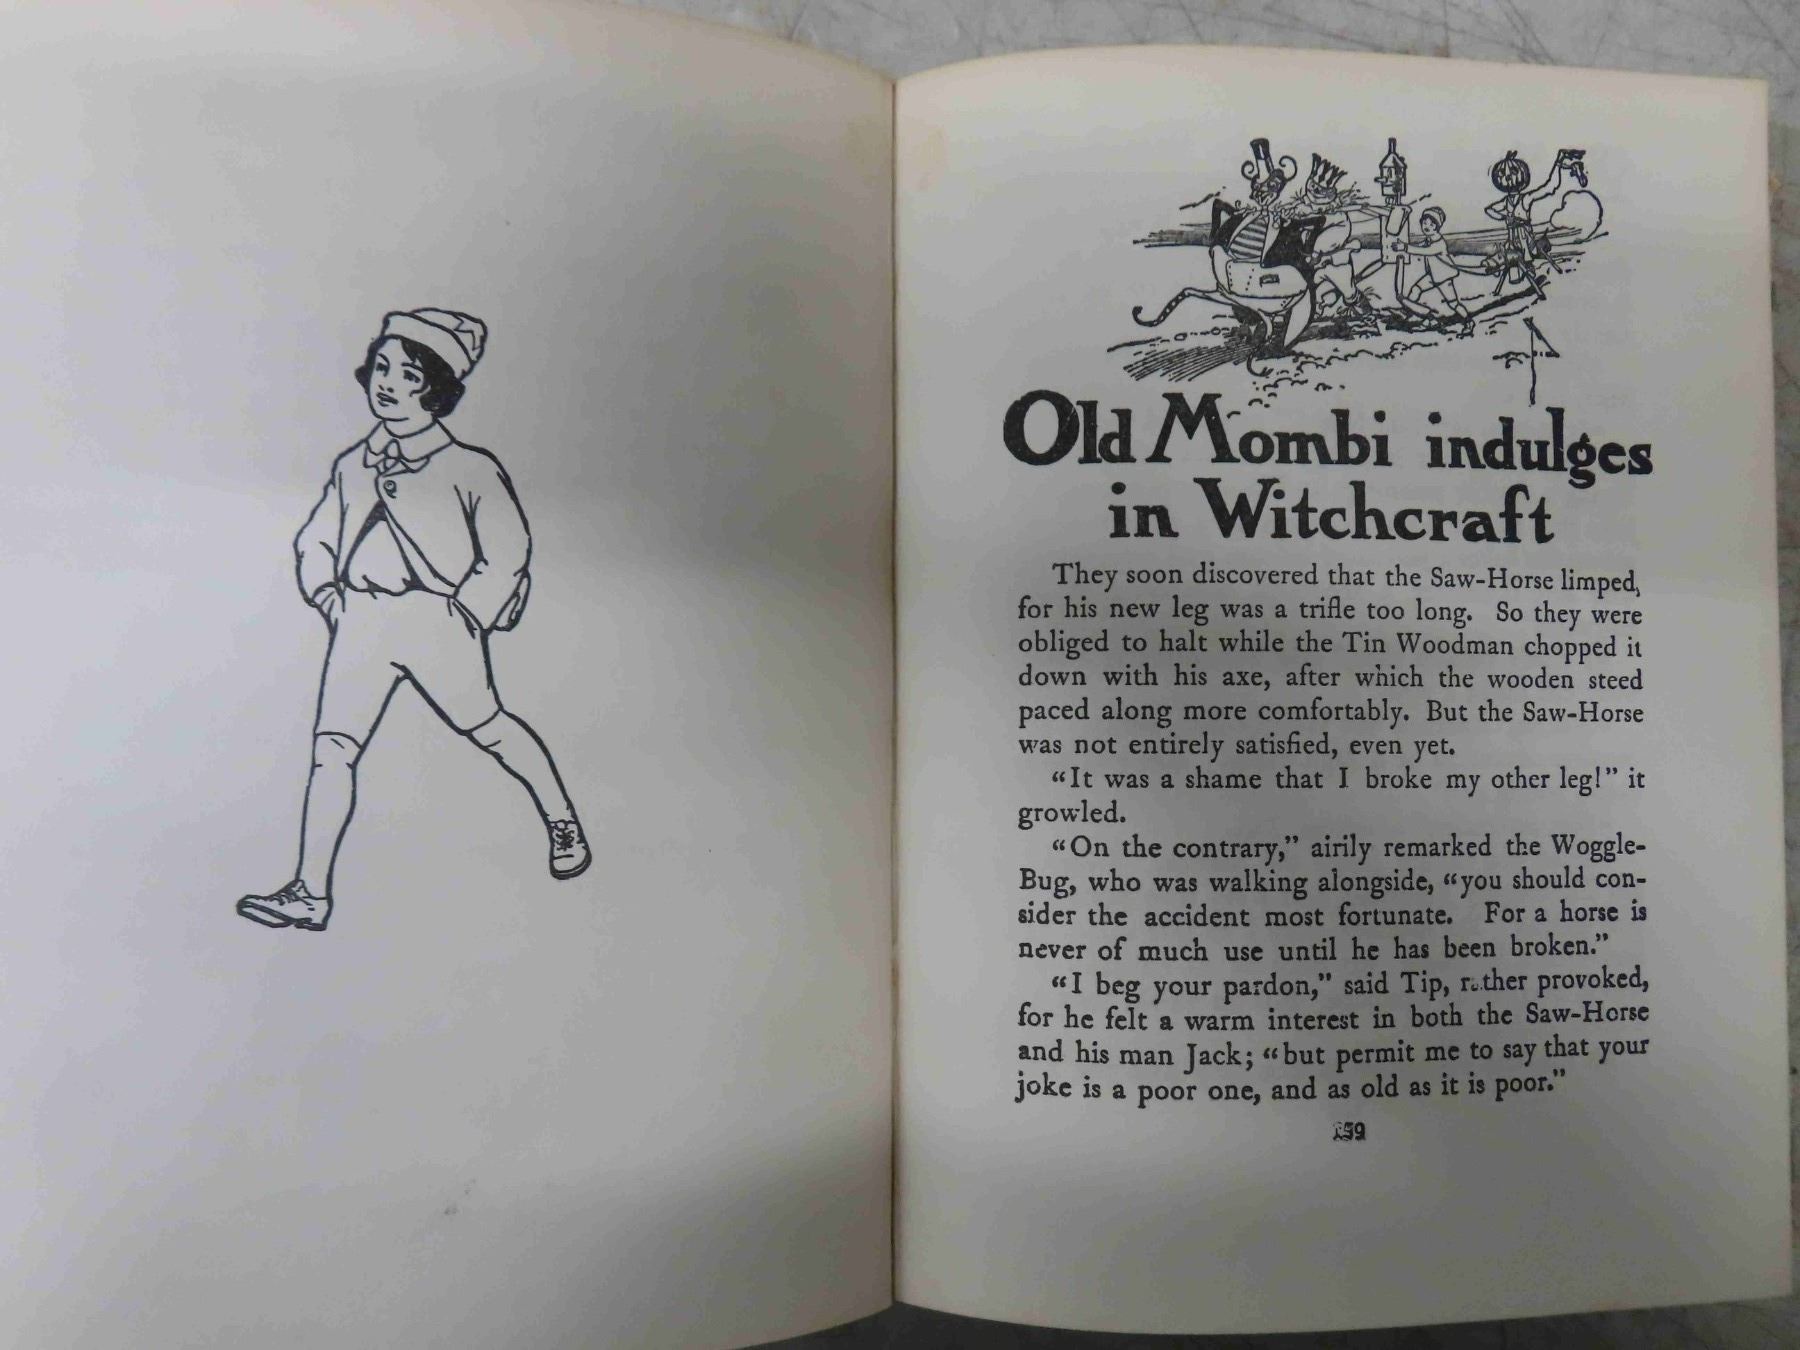 Old Mombi indulges
in Witchcraft
They soon discovered that the Saw-Horse limped,
for his new leg was a trifle too long. So they were
obliged to halt while the Tin Woodman chopped it
down with his axe, after which the wooden steed
paced along more comfortably. But the Saw-Horse
was not entirely satisfied, even yet.
“It was a shame that I broke my other leg!” it
growled.
“On the contrary,” airily remarked the Woggle-
Bug, who was walking alongside, “you should con-
sider the accident most fortunate. For a horse is
never of much use until he has been broken.”
“I beg your pardon,” said Tip, rather provoked,
for he felt a warm interest in both the Saw-Horse
and his man Jack; “but permit me to say that your
joke is a poor one, and as old as it is poor.”
159